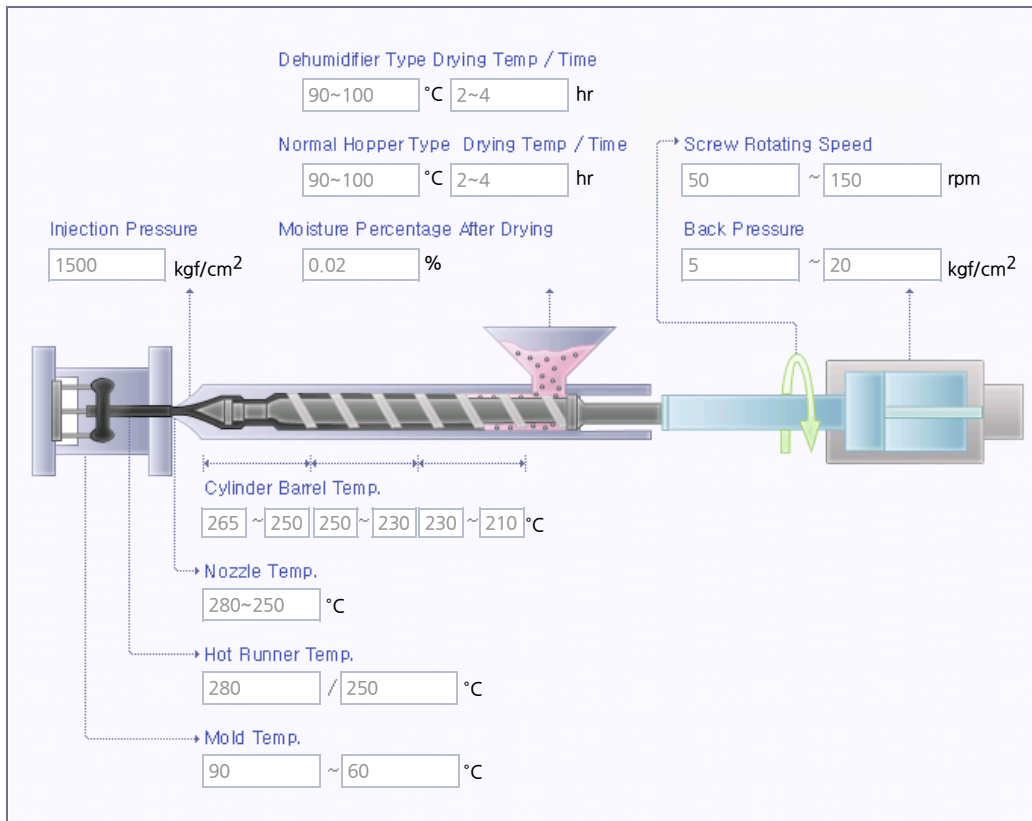 Dehumidifier Type Drying Temp / Time
90~100 °C 2~4 hr
Normal Hopper Type Drying Temp / Time
90~100 °C 2~4 hr
Screw Rotating Speed
50 ~ 150 rpm
Injection Pressure
1500 kgf/cm²
Moisture Percentage After Drying
0.02 %
Back Pressure
5 ~ 20 kgf/cm²
Cylinder Barrel Temp.
265 ~ 250 250 ~ 230 230 ~ 210 °C
Nozzle Temp.
280~250 °C
Hot Runner Temp.
280 / 250 °C
Mold Temp.
90 ~ 60 °C